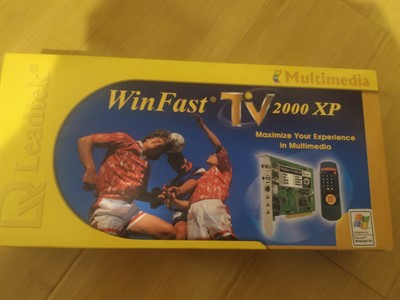 Leadtek®
Multimedia
WinFast® TV 2000 XP
Maximize Your Experience
in Multimedia